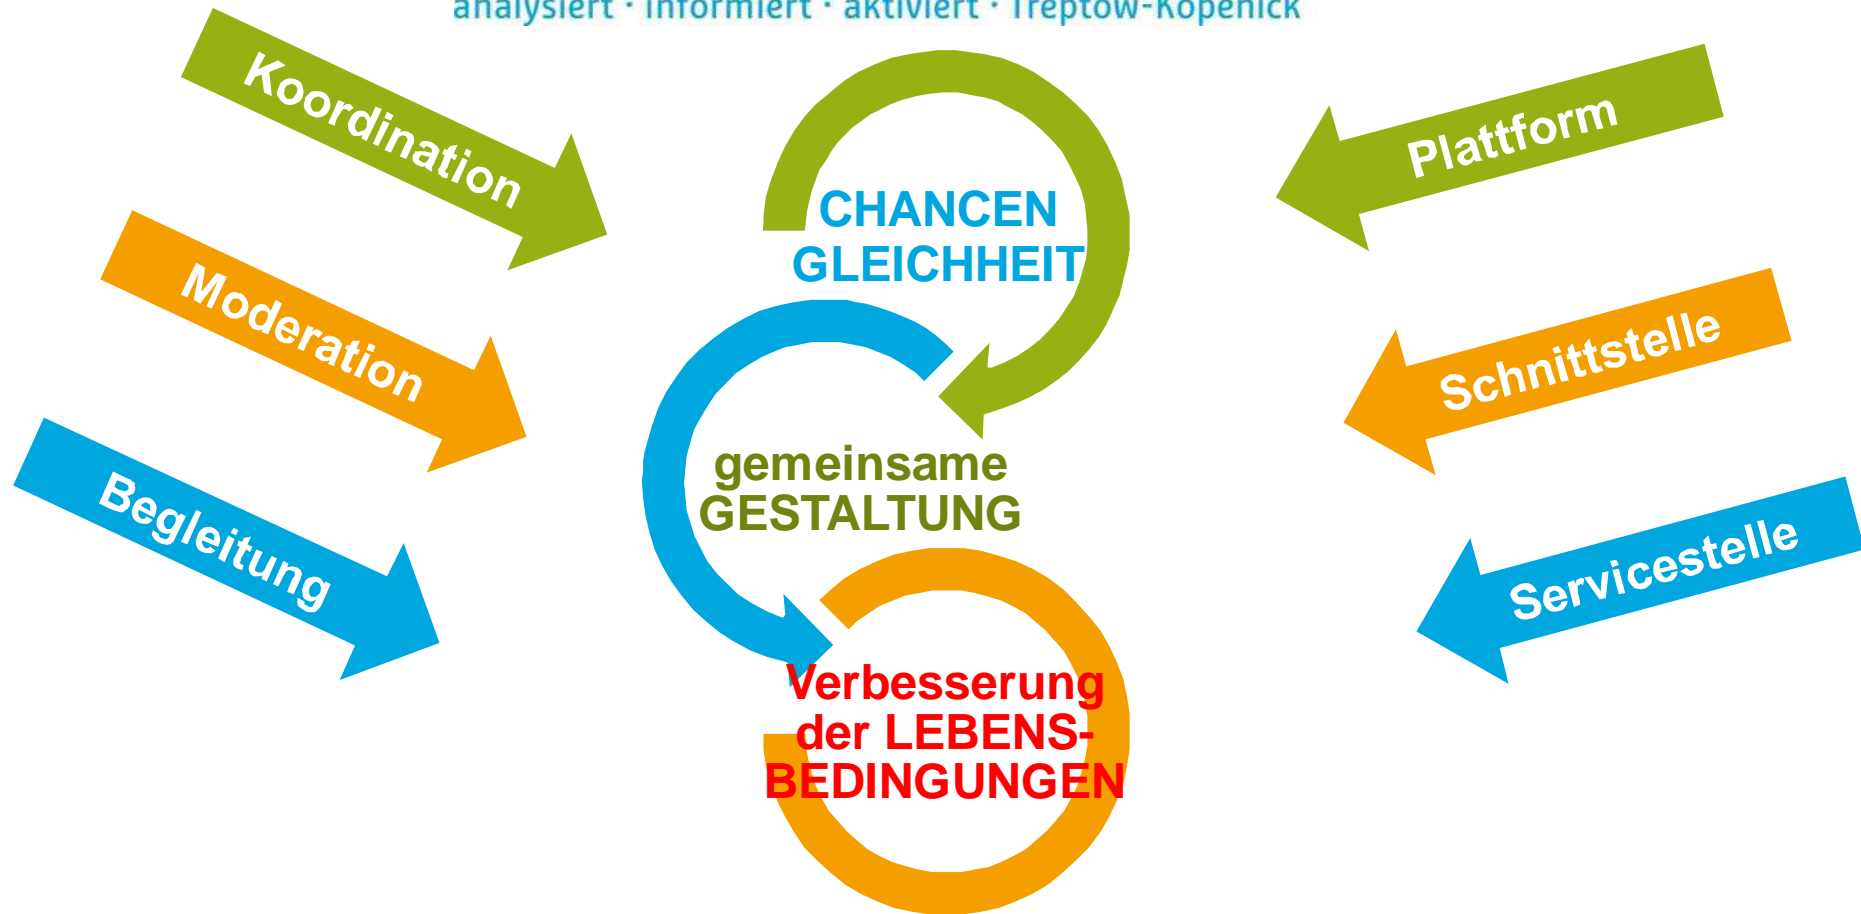 analysiert · informiert · aktiviert · Treptow-Köpenick
Koordination
Moderation
Begleitung
CHANCEN
GLEICHHEIT
gemeinsame
GESTALTUNG
Verbesserung
der LEBENS-
BEDINGUNGEN
Plattform
Schnittstelle
Servicestelle